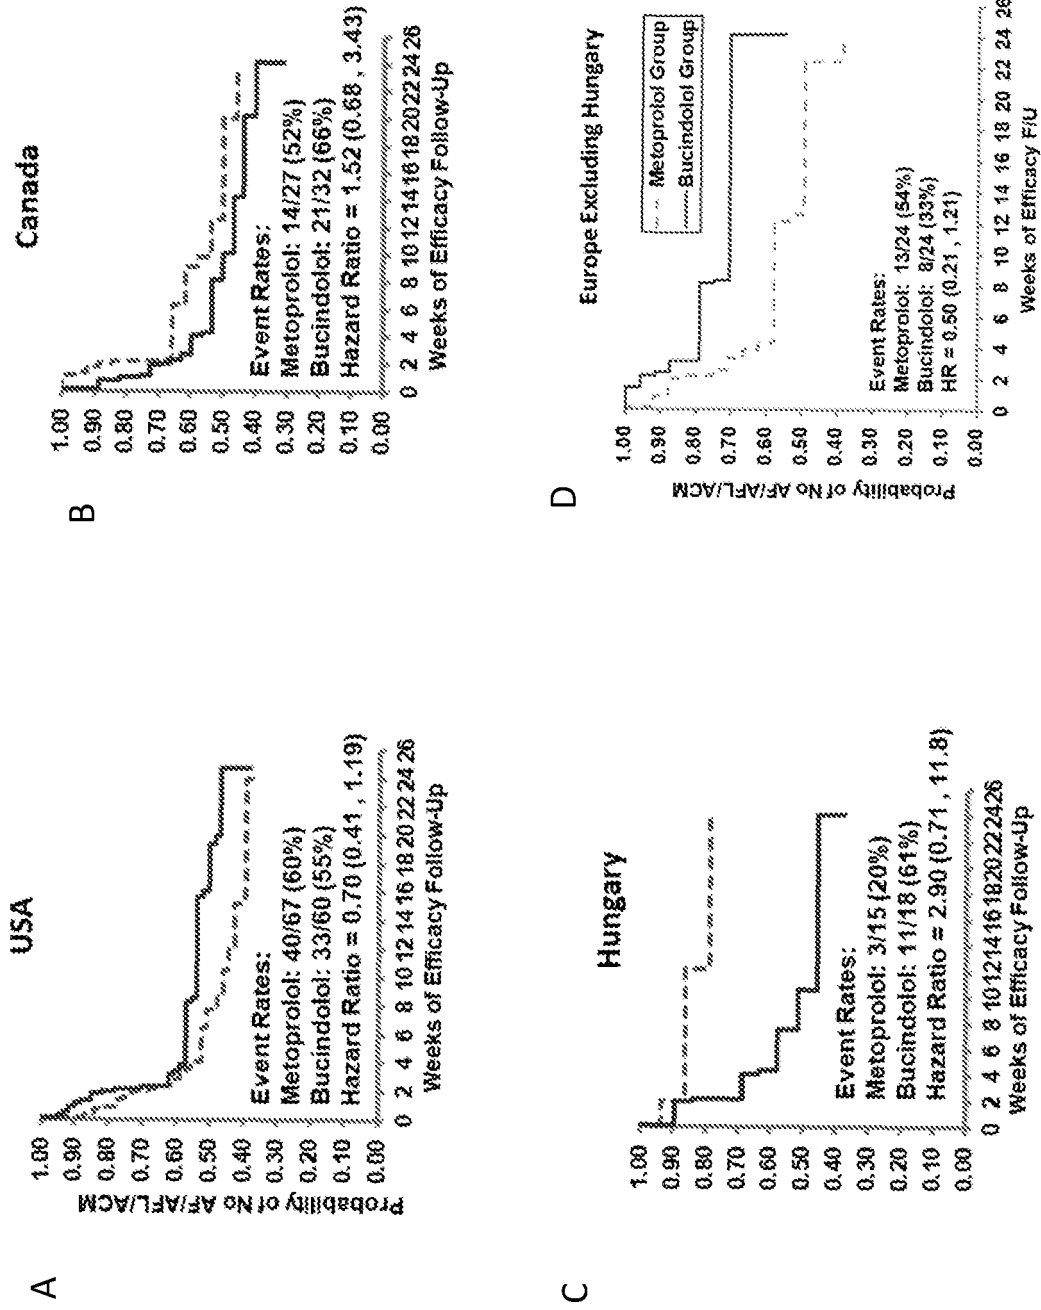 A
USA
Probability of No AF/AFL/ACM
1.00
0.90
0.80
0.70
0.60
0.50
0.40
0.30
0.20
0.10
0.00
Event Rates:
Metoprolol: 40/67 (60%)
Bucindolol: 33/60 (55%)
Hazard Ratio = 0.70 (0.41 , 1.19)
0 2 4 6 8 10 12 14 16 18 20 22 24 26
Weeks of Efficacy Follow-Up
B
Canada
1.00
0.90
0.80
0.70
0.60
0.50
0.40
0.30
0.20
0.10
0.00
Event Rates:
Metoprolol: 14/27 (52%)
Bucindolol: 21/32 (66%)
Hazard Ratio = 1.52 (0.68 , 3.43)
0 2 4 6 8 10 12 14 16 18 20 22 24 26
Weeks of Efficacy Follow-Up
C
Hungary
1.00
0.90
0.80
0.70
0.60
0.50
0.40
0.30
0.20
0.10
0.00
Event Rates:
Metoprolol: 3/15 (20%)
Bucindolol: 11/18 (61%)
Hazard Ratio = 2.90 (0.71 , 11.8)
0 2 4 6 8 10 12 14 16 18 20 22 24 26
Weeks of Efficacy Follow-Up
D
Europe Excluding Hungary
Metoprolol Group
Bucindolol Group
Probability of No AF/AFL/ACM
1.00
0.90
0.80
0.70
0.60
0.50
0.40
0.30
0.20
0.10
0.00
Event Rates:
Metoprolol: 13/24 (54%)
Bucindolol: 8/24 (33%)
HR = 0.50 (0.21 , 1.21)
0 2 4 6 8 10 12 14 16 18 20 22 24 26
Weeks of Efficacy F/U